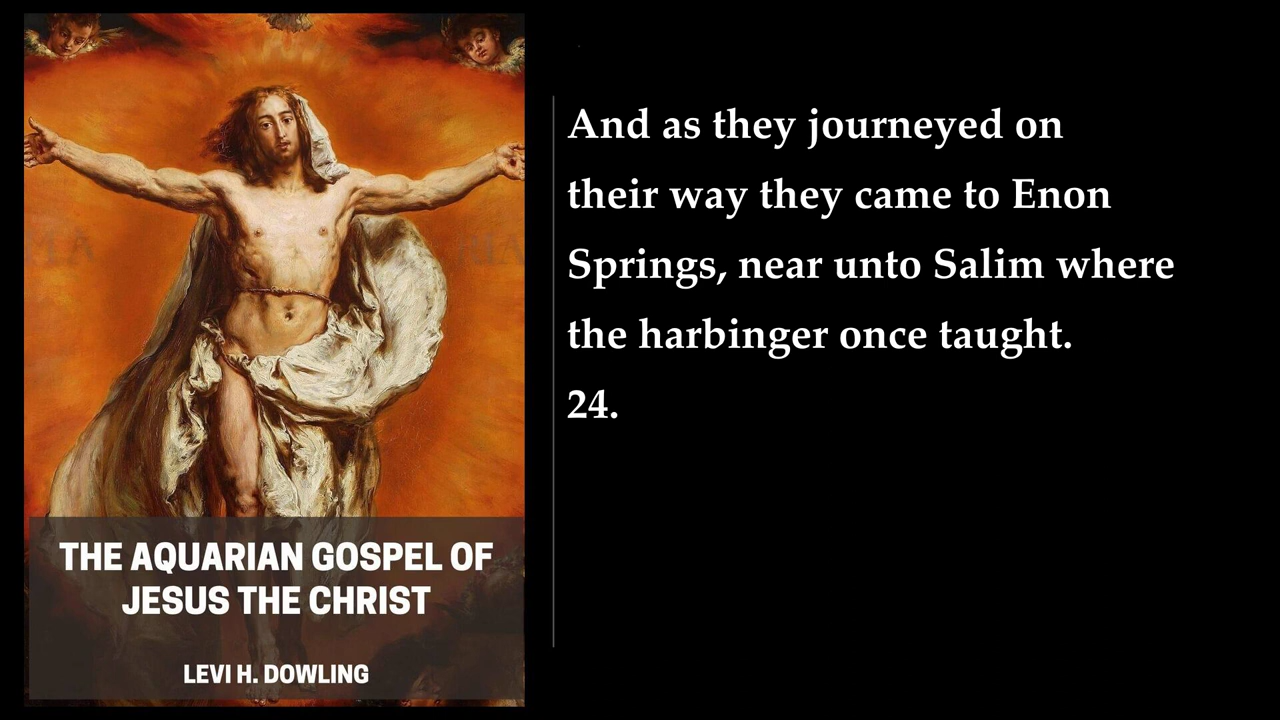 THE AQUARIAN GOSPEL OF
JESUS THE CHRIST
LEVI H. DOWLING
And as they journeyed on
their way they came to Enon
Springs, near unto Salim where
the harbinger once taught.
24.